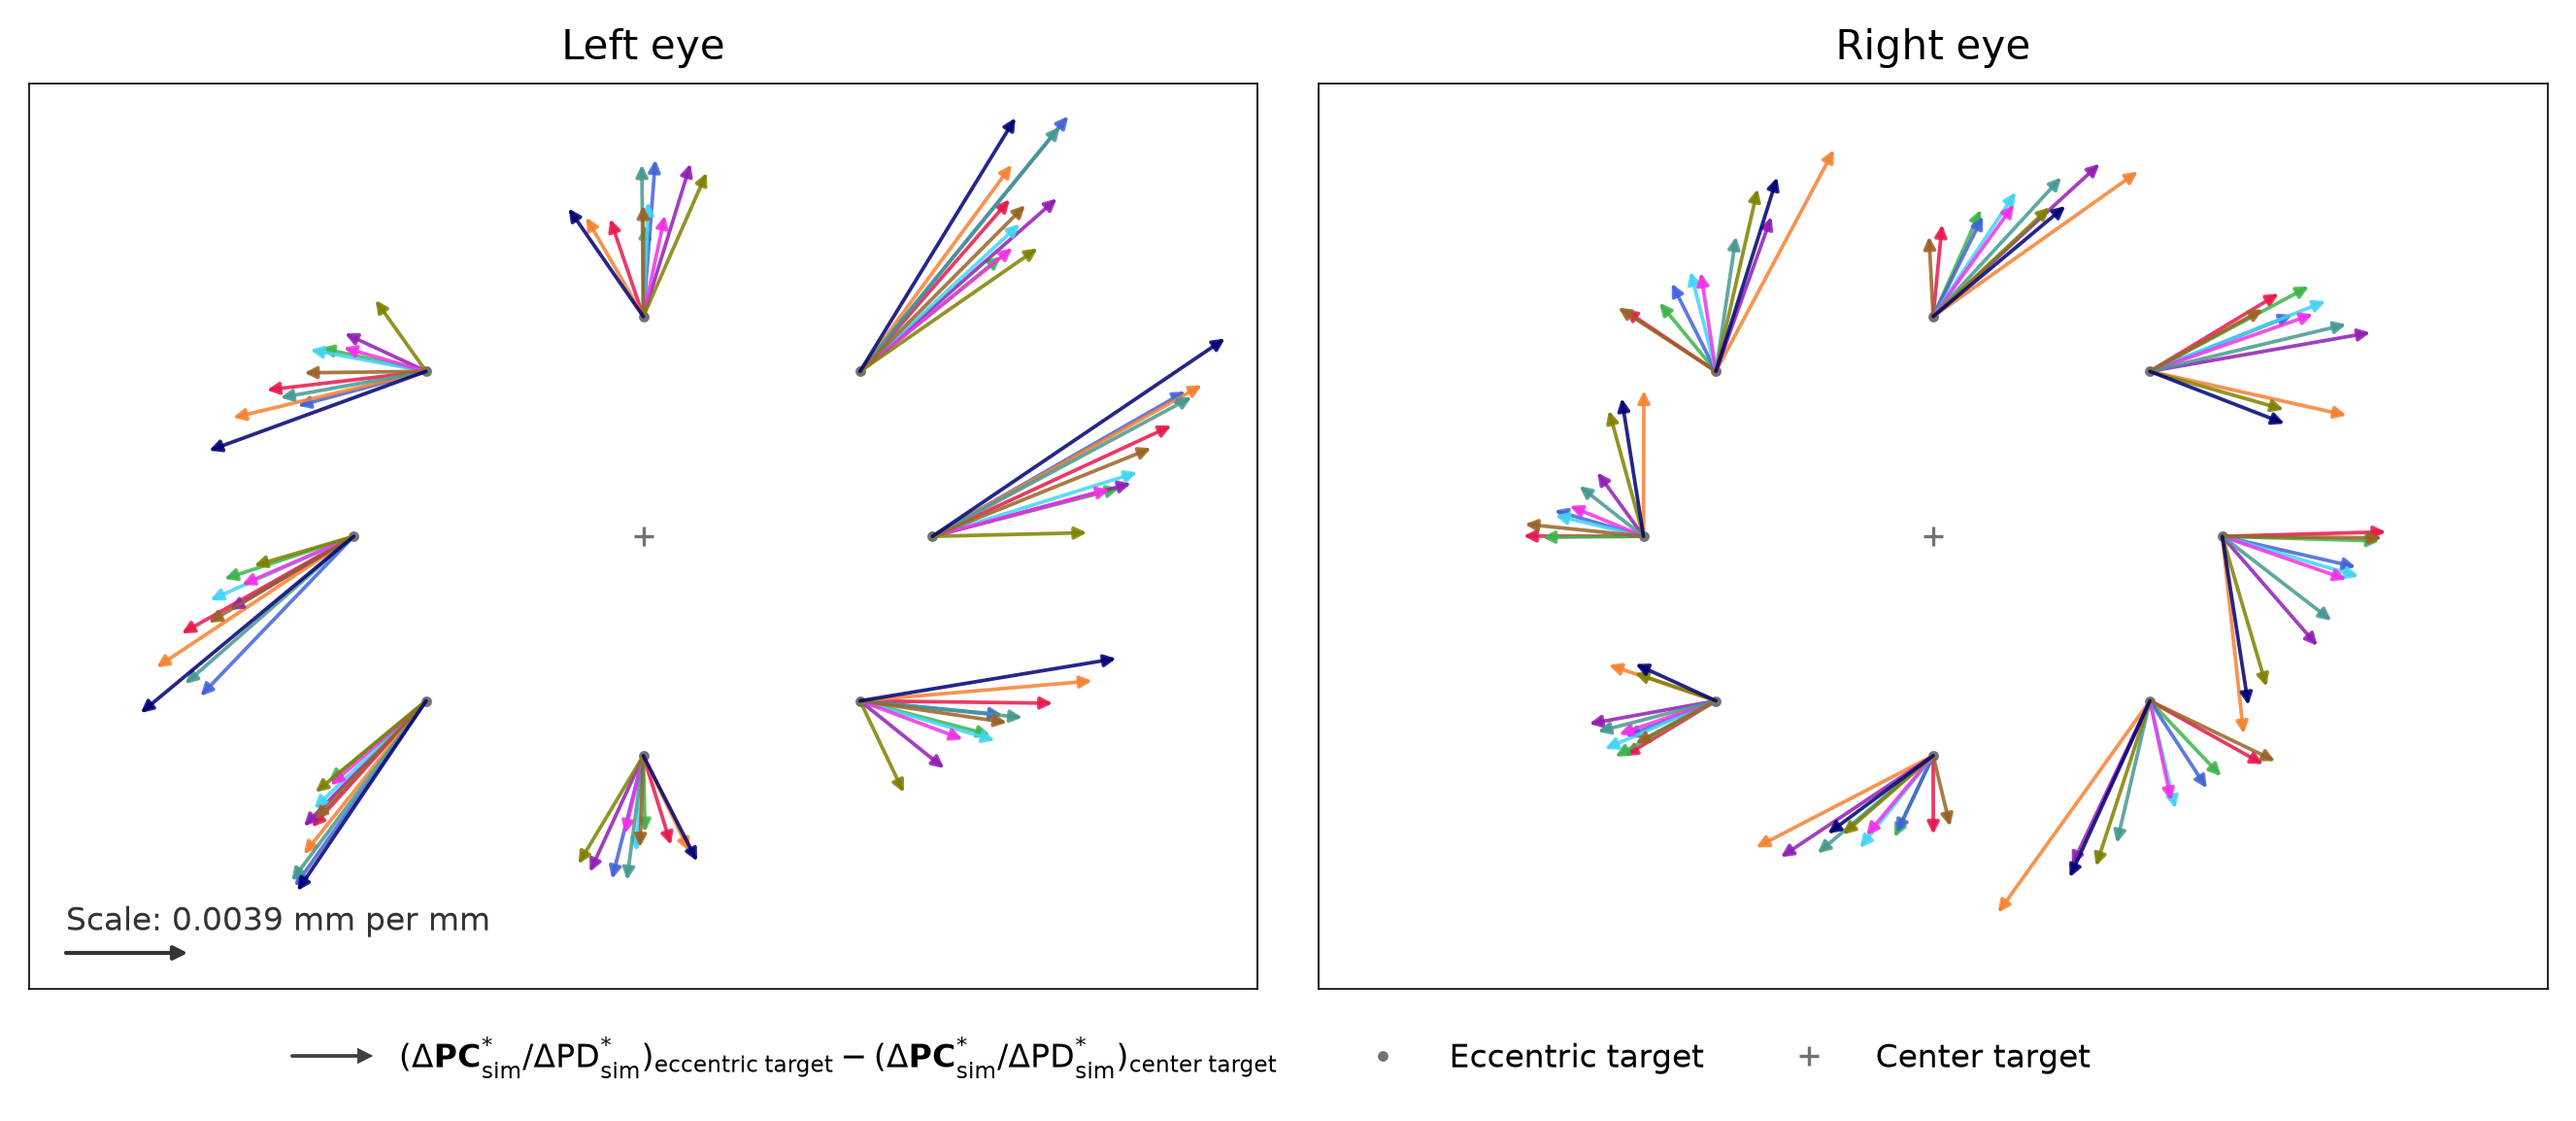 Left eye
Right eye
Scale: 0.0039 mm per mm
(ΔPC*sim/ΔPD*sim)eccentric target − (ΔPC*sim/ΔPD*sim)center target
Eccentric target
Center target